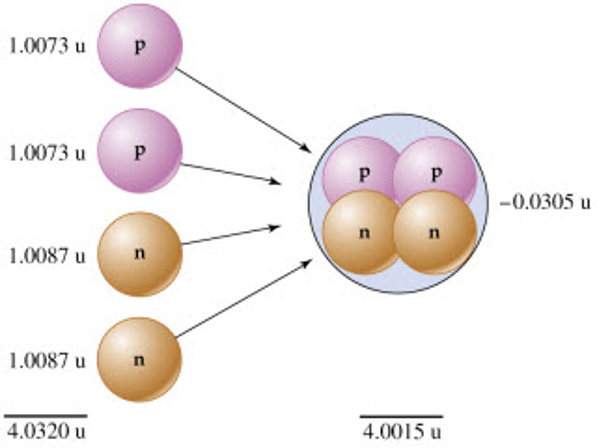 1.0073 u
p
1.0073 u
p
1.0087 u
n
1.0087 u
n
4.0320 u
p p
n n
–0.0305 u
4.0015 u